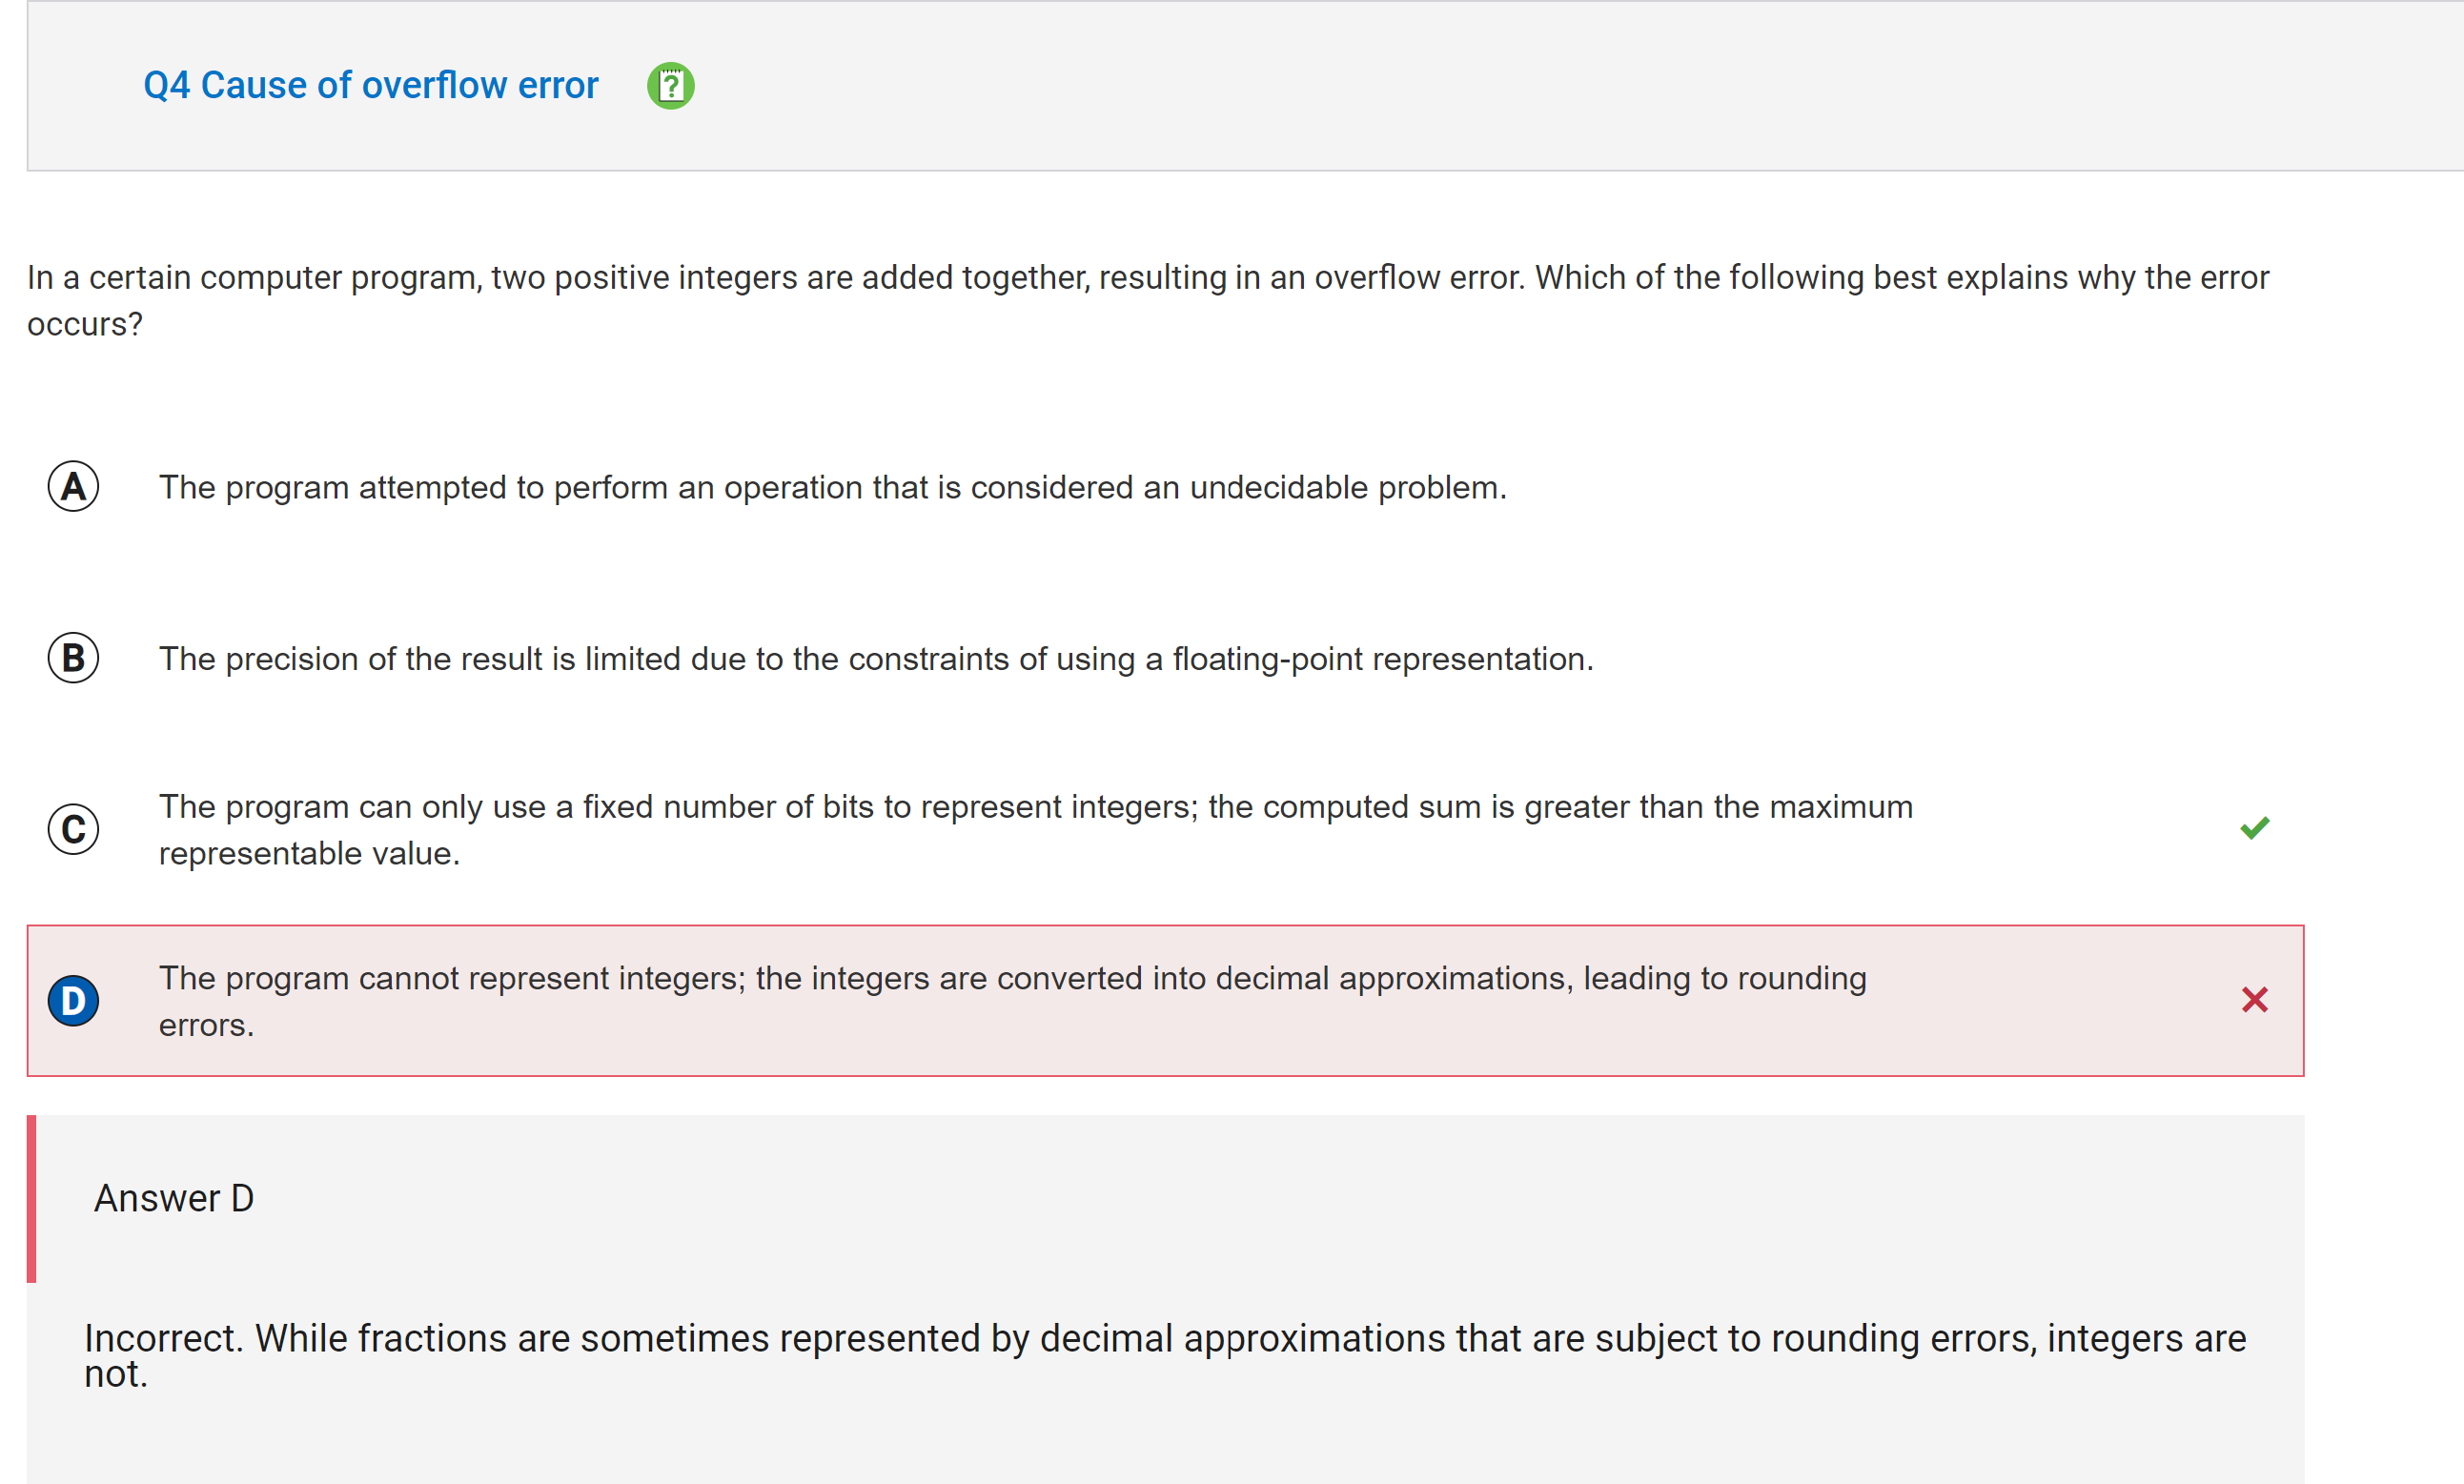 Q4 Cause of overflow error
In a certain computer program, two positive integers are added together, resulting in an overflow error. Which of the following best explains why the error
occurs?
A The program attempted to perform an operation that is considered an undecidable problem.
B The precision of the result is limited due to the constraints of using a floating-point representation.
C The program can only use a fixed number of bits to represent integers; the computed sum is greater than the maximum
representable value.
D The program cannot represent integers; the integers are converted into decimal approximations, leading to rounding
errors.
Answer D
Incorrect. While fractions are sometimes represented by decimal approximations that are subject to rounding errors, integers are
not.